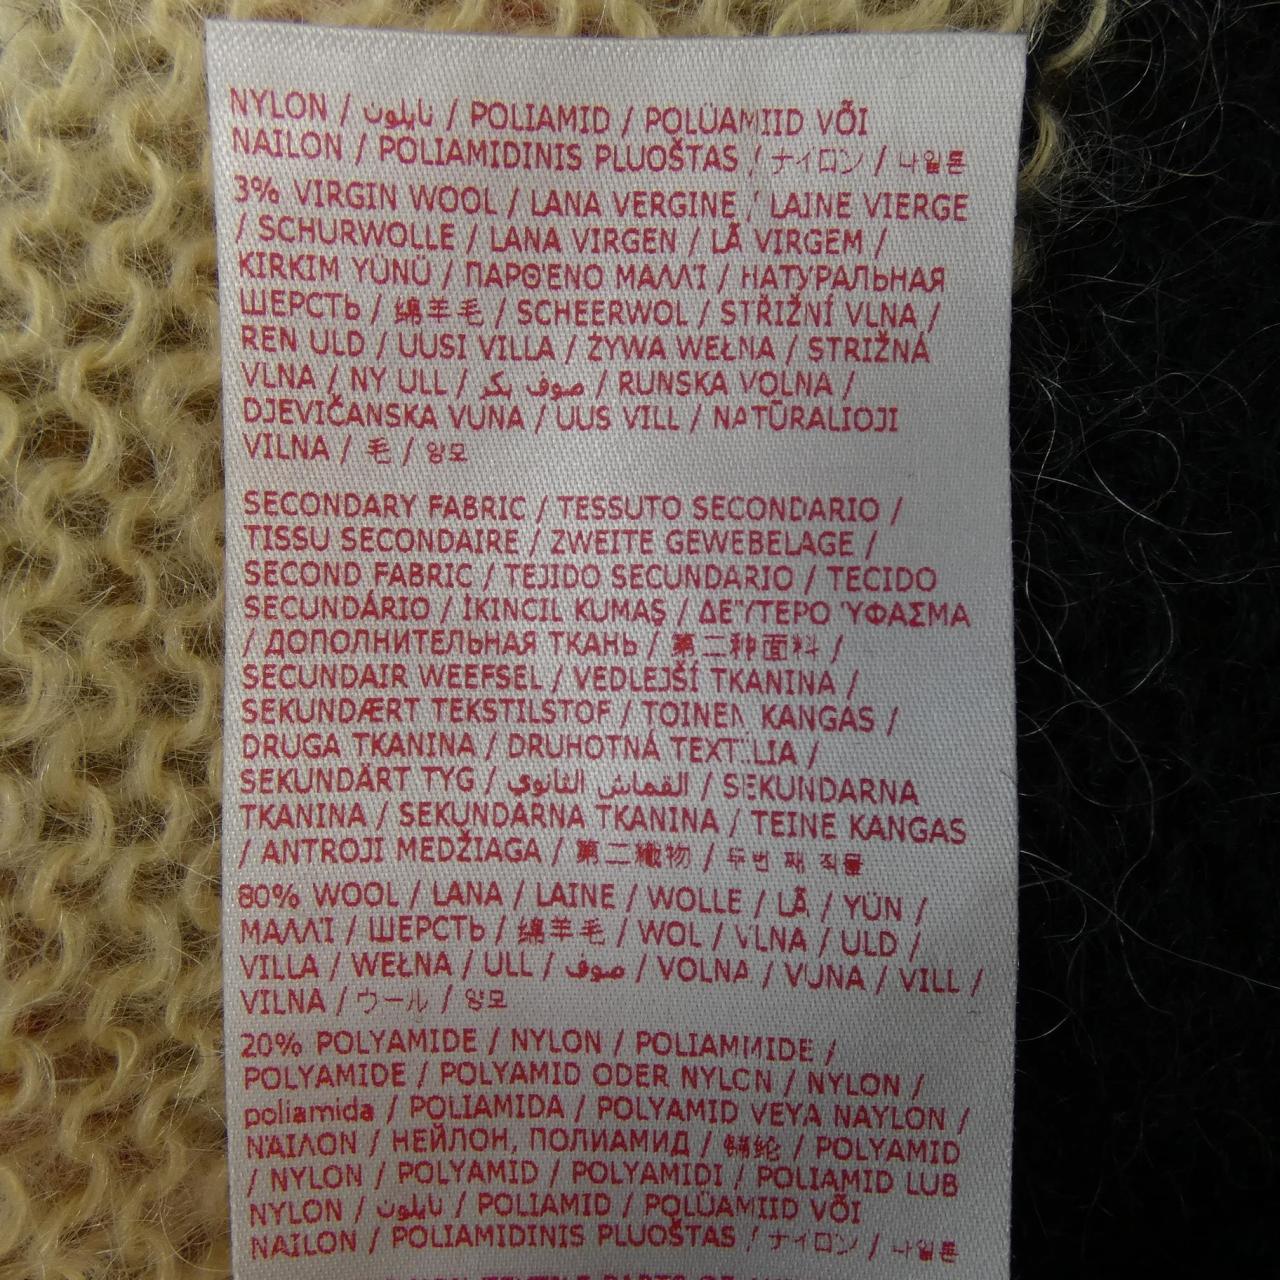 NYLON / نايلون / POLIAMID / POLÜAMIID VÕI
NAILON / POLIAMIDINIS PLUOŠTAS / ナイロン / 나일론
3% VIRGIN WOOL / LANA VERGINE / LAINE VIERGE
/ SCHURWOLLE / LANA VIRGEN / LÃ VIRGEM /
KIRKIM YÜNÜ / ΠΑΡΘΈΝΟ ΜΑΛΛΊ / НАТУРАЛЬНАЯ
ШЕРСТЬ / 绵羊毛 / SCHEERWOL / STŘIŽNÍ VLNA /
REN ULD / UUSI VILLA / ŻYWA WEŁNA / STRIŽNÁ
VLNA / NY ULL / صوف بكر / RUNSKA VOLNA /
DJEVIČANSKA VUNA / UUS VILL / NATŪRALIOJI
VILNA / 毛 / 양모
SECONDARY FABRIC / TESSUTO SECONDARIO /
TISSU SECONDAIRE / ZWEITE GEWEBELAGE /
SECOND FABRIC / TEJIDO SECUNDARIO / TECIDO
SECUNDÁRIO / İKINCIL KUMAŞ / ΔΕΎΤΕΡΟ ΎΦΑΣΜΑ
/ ДОПОЛНИТЕЛЬНАЯ ТКАНЬ / 第二种面料 /
SECUNDAIR WEEFSEL / VEDLEJŠÍ TKANINA /
SEKUNDÆRT TEKSTILSTOF / TOINEN KANGAS /
DRUGA TKANINA / DRUHOTNÁ TEXTÍLIA /
SEKUNDÄRT TYG / القماش الثانوي / SEKUNDARNA
TKANINA / SEKUNDARNA TKANINA / TEINE KANGAS
/ ANTROJI MEDŽIAGA / 第二織物 / 두번 째 직물
80% WOOL / LANA / LAINE / WOLLE / LÃ / YÜN /
ΜΑΛΛΊ / ШЕРСТЬ / 绵羊毛 / WOL / VLNA / ULD /
VILLA / WEŁNA / ULL / صوف / VOLNA / VUNA / VILL /
VILNA / ウール / 양모
20% POLYAMIDE / NYLON / POLIAMMIDE /
POLYAMIDE / POLYAMID ODER NYLON / NYLON /
poliamida / POLIAMIDA / POLYAMID VEYA NAYLON /
ΝΆΙΛΟΝ / НЕЙЛОН, ПОЛИАМИД / 锦纶 / POLYAMID
/ NYLON / POLYAMID / POLYAMIDI / POLIAMID LUB
NYLON / نايلون / POLIAMID / POLÜAMIID VÕI
NAILON / POLIAMIDINIS PLUOŠTAS / ナイロン / 나일론